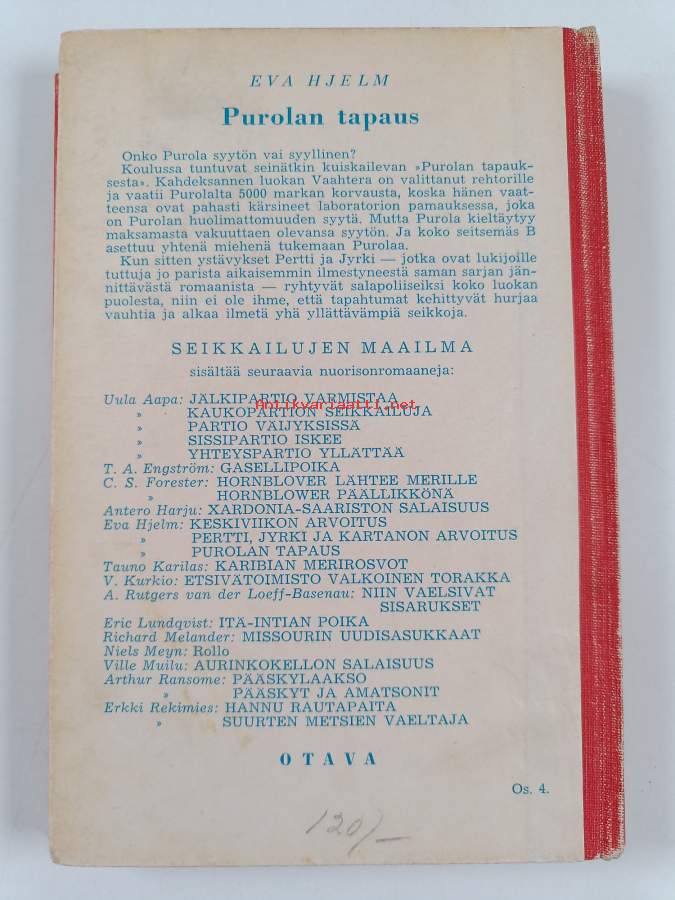 EVA HJELM
Purolan tapaus
Onko Purola syytön vai syyllinen?
Koulussa tuntuvat seinätkin kuiskailevan »Purolan tapauk-
sesta». Kahdeksannen luokan Vaahtera on valittanut rehtorille
ja vaatii Purolalta 5000 markan korvausta, koska hänen vaat-
teensa ovat pahasti kärsineet laboratorion pamauksessa, joka
on Purolan huolimattomuuden syytä. Mutta Purola kieltäytyy
maksamasta vakuuttaen olevansa syytön. Ja koko seitsemäs B
asettuu yhtenä miehenä tukemaan Purolaa.
Kun sitten ystävykset Pertti ja Jyrki — jotka ovat lukijoille
tuttuja jo parista aikaisemmin ilmestyneestä saman sarjan jän-
nittävästä romaanista — ryhtyvät salapoliiseiksi koko luokan
puolesta, niin ei ole ihme, että tapahtumat kehittyvät hurjaa
vauhtia ja alkaa ilmetä yhä yllättävämpiä seikkoja.
SEIKKAILUJEN MAAILMA
sisältää seuraavia nuorisonromaaneja:
Uula Aapa: JÄLKIPARTIO VARMISTAA
Antikvariaatti.net
» KAUKOPARTION SEIKKAILUJA
» PARTIO VÄIJYKSISSÄ
» SISSIPARTIO ISKEE
» YHTEYSPARTIO YLLÄTTÄÄ
T. A. Engström: GASELLIPOIKA
C. S. Forester: HORNBLOVER LÄHTEE MERILLE
» HORNBLOWER PÄÄLLIKKÖNÄ
Antero Harju: XARDONIA-SAARISTON SALAISUUS
Eva Hjelm: KESKIVIIKON ARVOITUS
» PERTTI, JYRKI JA KARTANON ARVOITUS
» PUROLAN TAPAUS
Tauno Karilas: KARIBIAN MERIROSVOT
V. Kurkio: ETSIVÄTOIMISTO VALKOINEN TORAKKA
A. Rutgers van der Loeff-Basenau: NIIN VAELSIVAT
SISARUKSET
Eric Lundqvist: ITÄ-INTIAN POIKA
Richard Melander: MISSOURIN UUDISASUKKAAT
Niels Meyn: Rollo
Ville Muilu: AURINKOKELLON SALAISUUS
Arthur Ransome: PÄÄSKYLAAKSO
» PÄÄSKYT JA AMATSONIT
Erkki Rekimies: HANNU RAUTAPAITA
» SUURTEN METSIEN VAELTAJA
OTAVA
Os. 4.
120/-